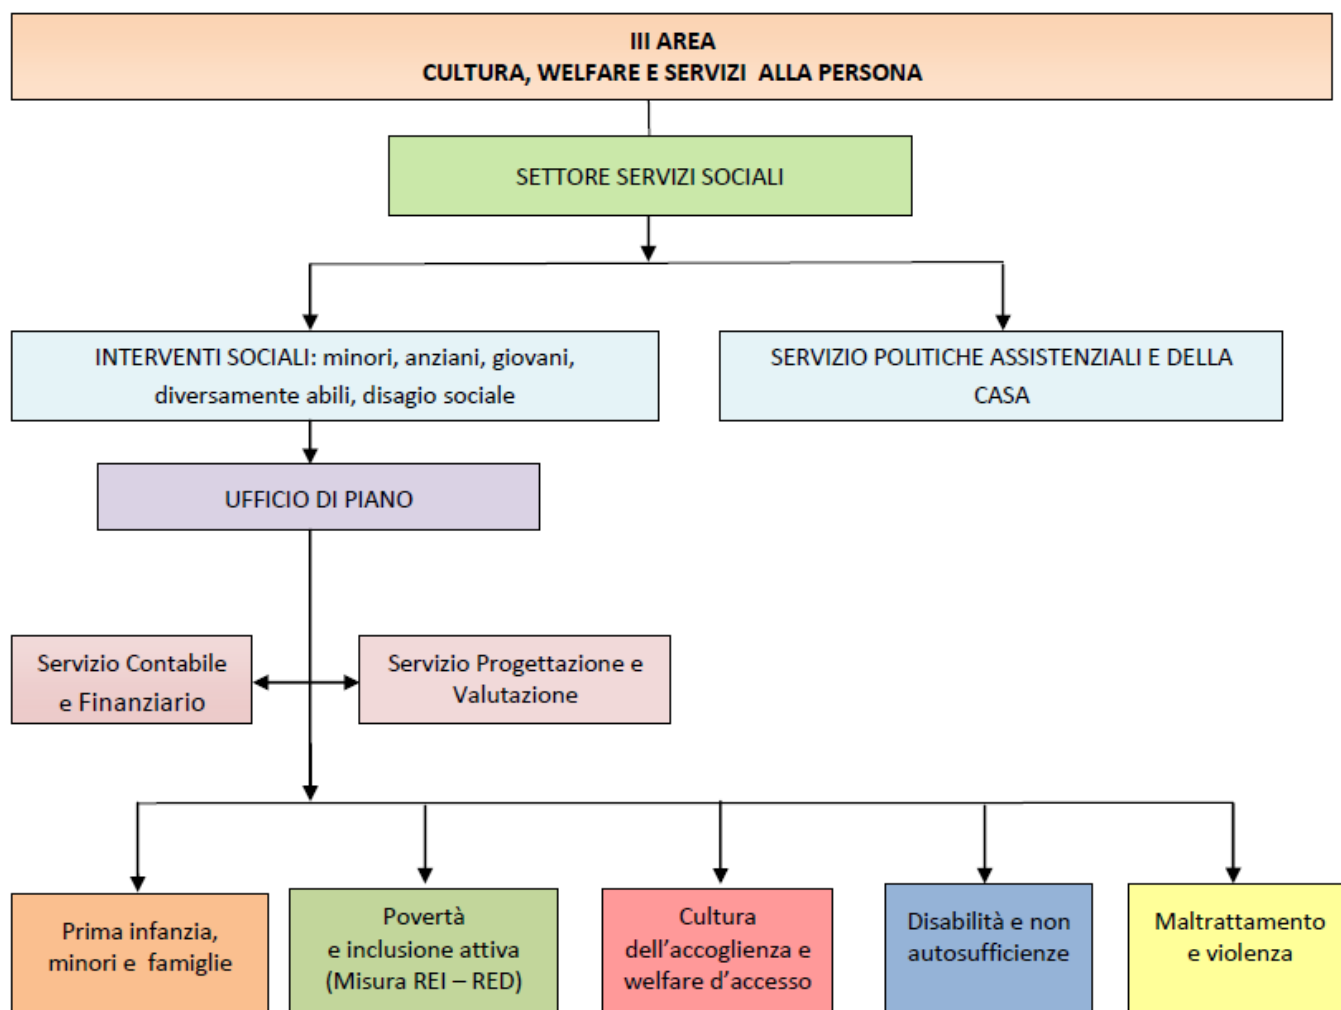 III AREA
CULTURA, WELFARE E SERVIZI ALLA PERSONA
SETTORE SERVIZI SOCIALI
INTERVENTI SOCIALI: minori, anziani, giovani,
diversamente abili, disagio sociale
SERVIZIO POLITICHE ASSISTENZIALI E DELLA
CASA
UFFICIO DI PIANO
Servizio Contabile
e Finanziario
Servizio Progettazione e
Valutazione
Prima infanzia,
minori e famiglie
Povertà
e inclusione attiva
(Misura REI – RED)
Cultura
dell’accoglienza e
welfare d’accesso
Disabilità e non
autosufficienze
Maltrattamento
e violenza